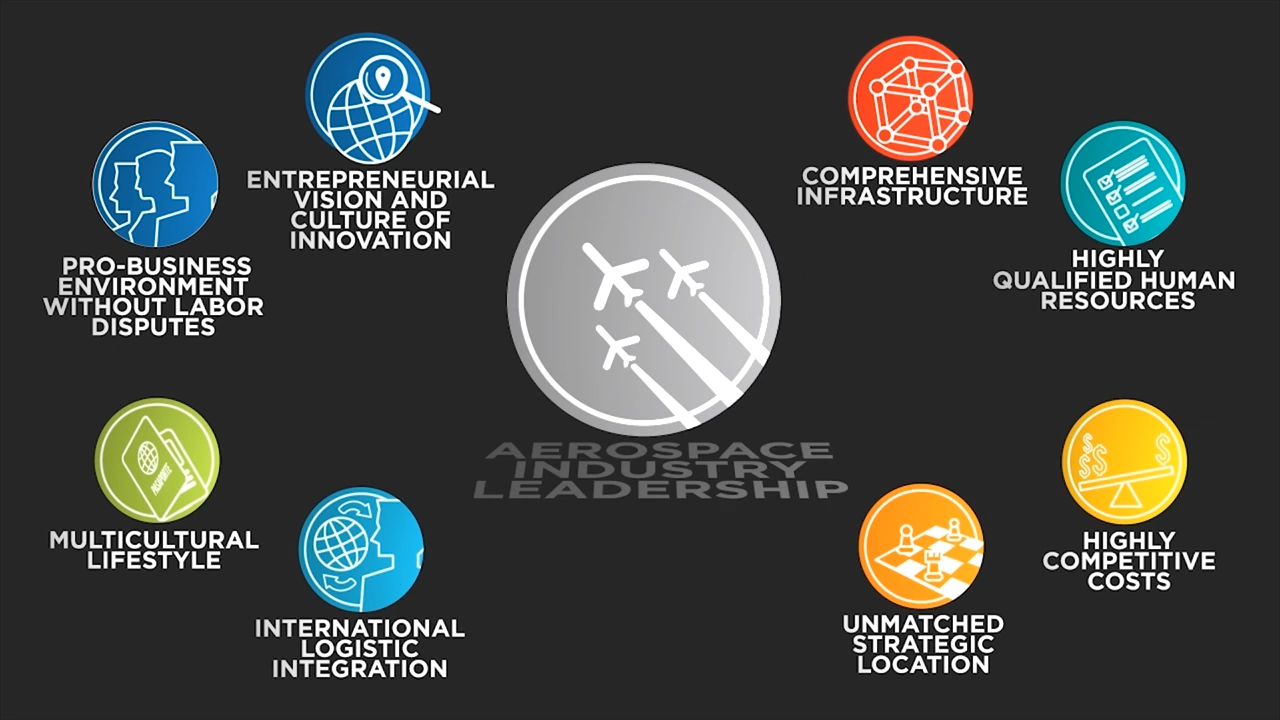 ENTREPRENEURIAL
VISION AND
CULTURE OF
INNOVATION
COMPREHENSIVE
INFRASTRUCTURE
PRO-BUSINESS
ENVIRONMENT
WITHOUT LABOR
DISPUTES
HIGHLY
QUALIFIED HUMAN
RESOURCES
AEROSPACE
INDUSTRY
LEADERSHIP
PASAPORTE
MULTICULTURAL
LIFESTYLE
$
$$
$
HIGHLY
COMPETITIVE
COSTS
INTERNATIONAL
LOGISTIC
INTEGRATION
UNMATCHED
STRATEGIC
LOCATION